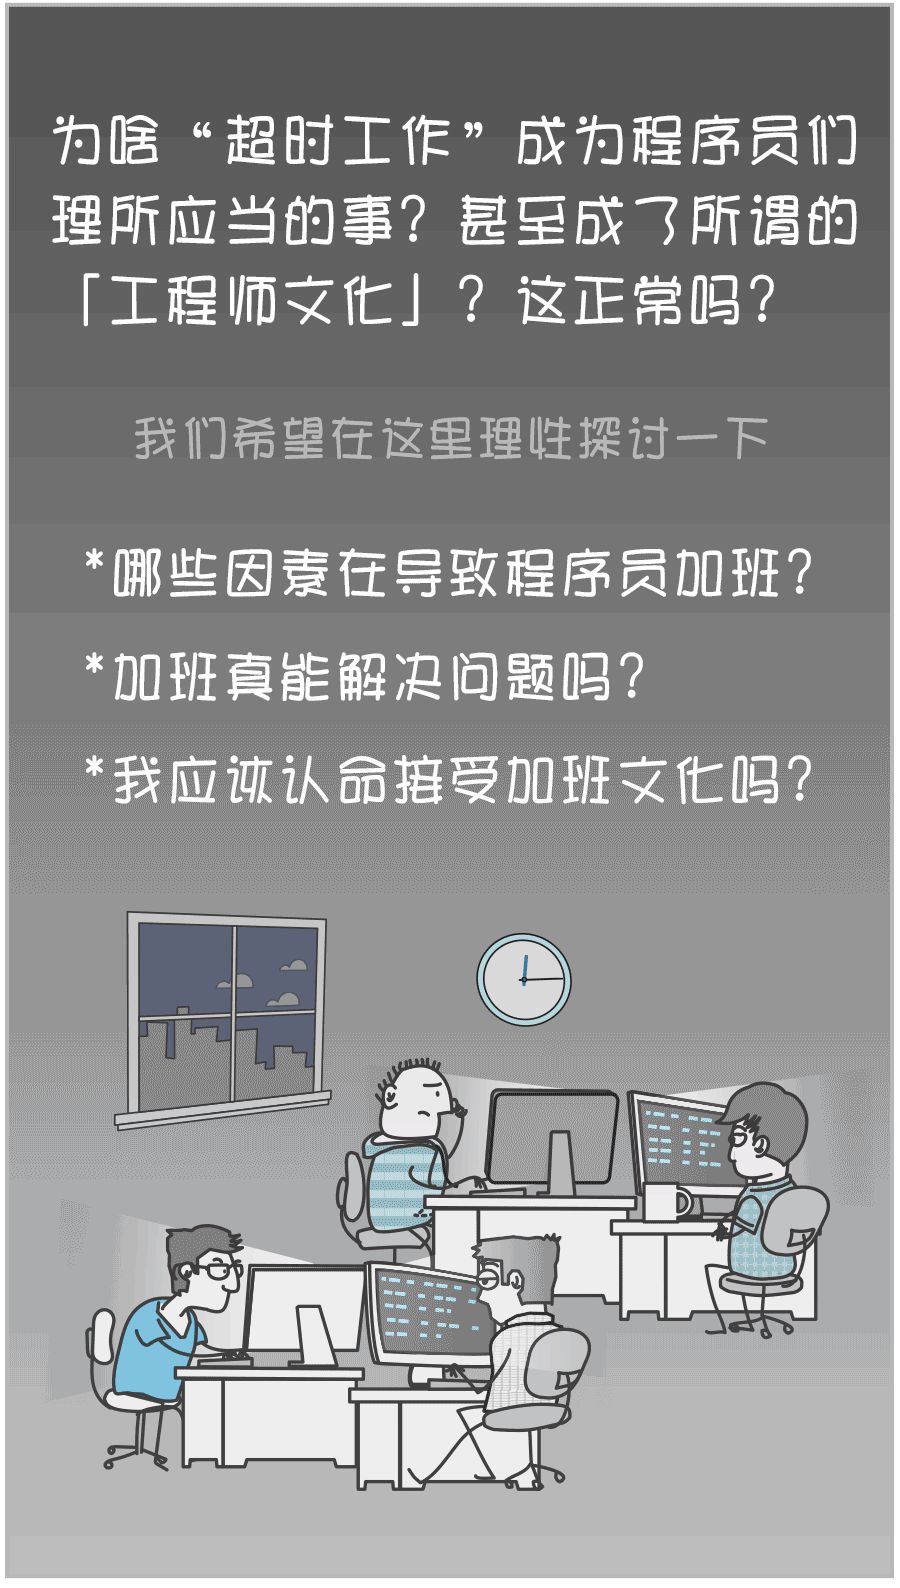 为啥“超时工作”成为程序员们
理所应当的事？甚至成了所谓的
「工程师文化」？这正常吗？
我们希望在这里理性探讨一下
*哪些因素在导致程序员加班？
*加班真能解决问题吗？
*我应该认命接受加班文化吗？